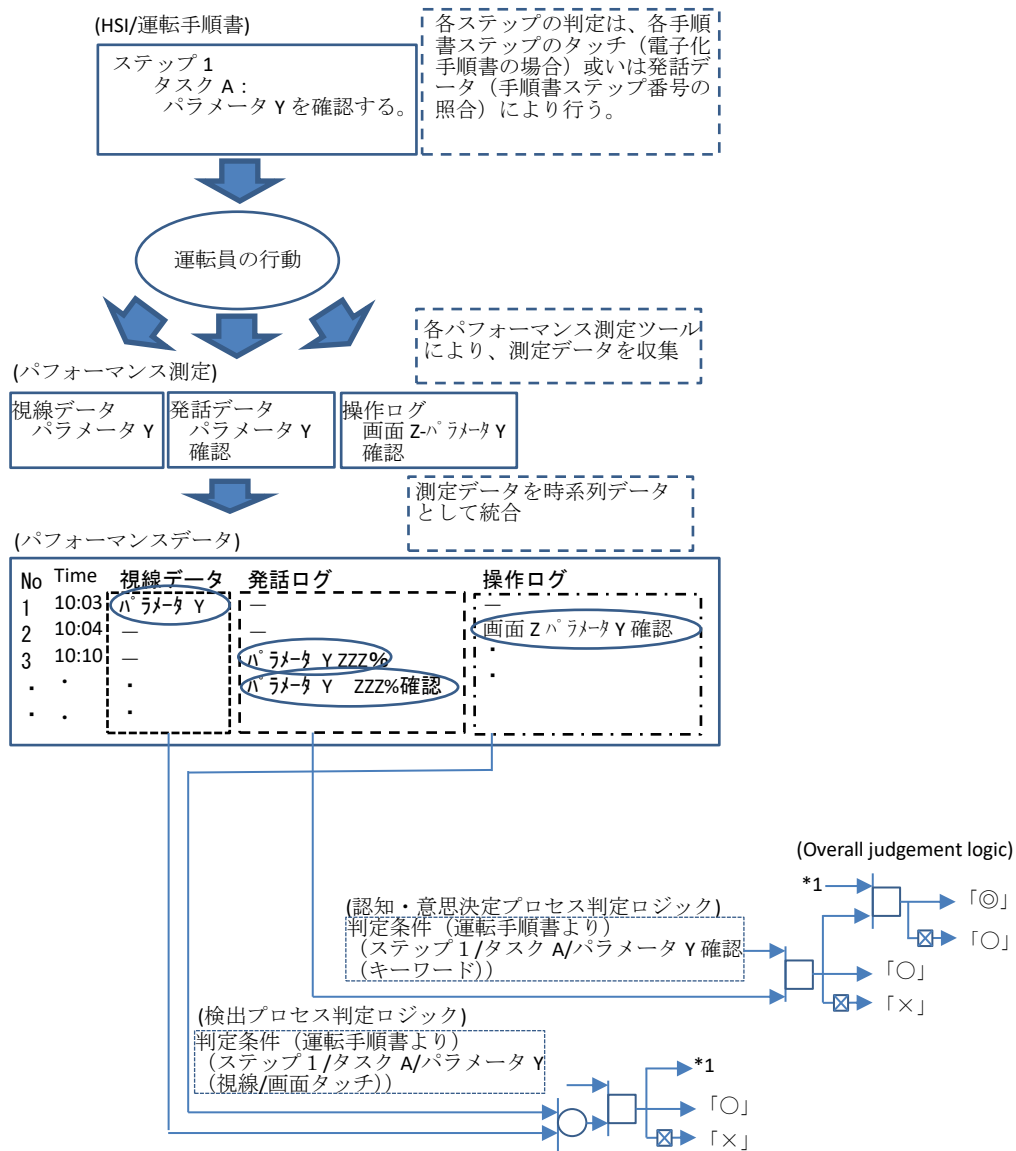 (HSI/運転手順書)
ステップ 1
タスク A：
パラメータ Y を確認する。
各ステップの判定は、各手順
書ステップのタッチ（電子化
手順書の場合）或いは発話デ
ータ（手順書ステップ番号の
照合）により行う。
運転員の行動
各パフォーマンス測定ツール
により、測定データを収集
(パフォーマンス測定)
視線データ
パラメータ Y
発話データ
パラメータ Y
確認
操作ログ
画面 Z-ﾊﾟﾗﾒｰﾀ Y
確認
測定データを時系列データ
として統合
(パフォーマンスデータ)
No Time 視線データ 発話ログ 操作ログ
1 10:03 ﾊﾟﾗﾒｰﾀ Y － －
2 10:04 － － 画面 Z ﾊﾟﾗﾒｰﾀ Y 確認
3 10:10 － ﾊﾟﾗﾒｰﾀ Y ZZZ% ・
・ ・ ・ ﾊﾟﾗﾒｰﾀ Y ZZZ%確認 ・
・ ・ ・
(Overall judgement logic)
*1
「◎」
「○」
(認知・意思決定プロセス判定ロジック)
判定条件（運転手順書より）
（ステップ 1/タスク A/パラメータ Y 確認
（キーワード））
「○」
「×」
(検出プロセス判定ロジック)
判定条件（運転手順書より）
（ステップ 1/タスク A/パラメータ Y
（視線/画面タッチ））
*1
「○」
「×」